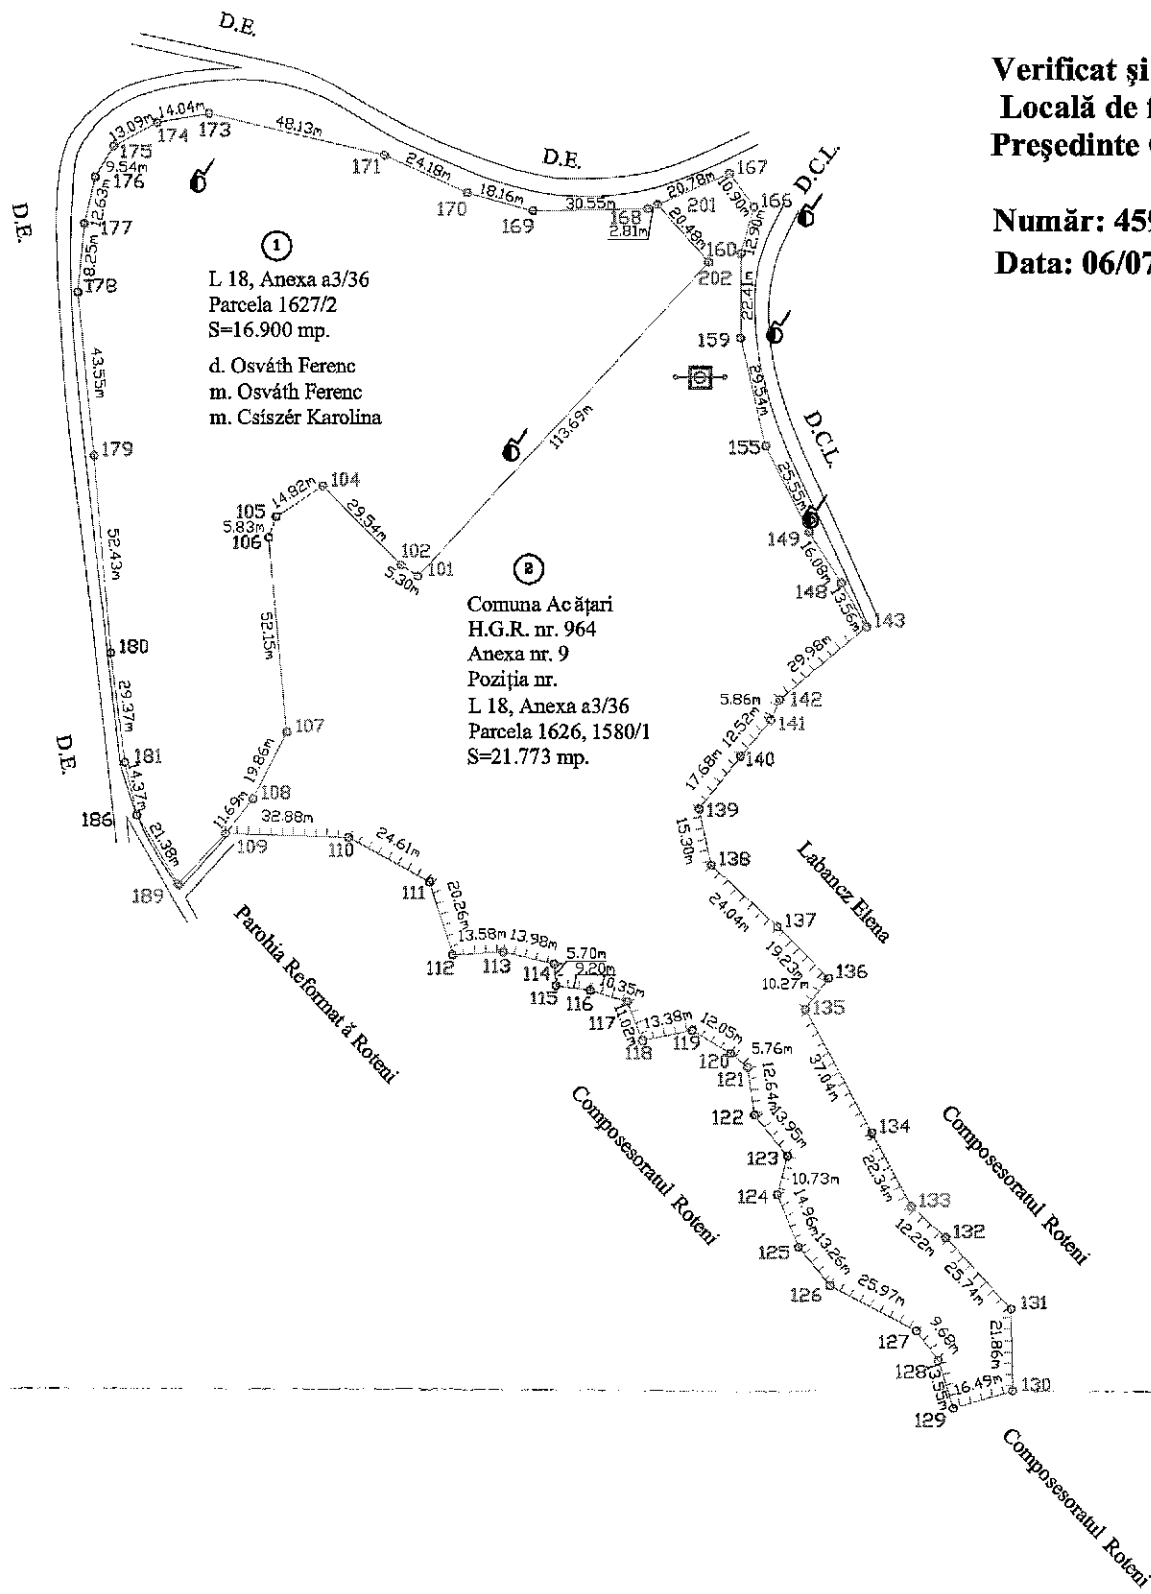 D.E.
Verificat și
Locală de f
Președinte
Număr: 459
Data: 06/07
14.04m
13.09m
174
173
48.13m
175
171
24.18m
D.E.
167
D.C.L.
9.54m
176
20.78m
10.90m
166
12.63m
18.16m
30.55m
168
201
170
169
2.81m
20.48m
12.90m
177
160
202
D.E.
18.25m
178
1
L 18, Anexa a3/36
Parcela 1627/2
S=16.900 mp.
d. Osváth Ferenc
m. Osváth Ferenc
m. Csíszér Karolina
22.41m
159
43.55m
29.54m
113.69m
D.C.L.
155
179
25.55m
104
14.82m
105
5.83m
106
29.54m
149
52.43m
102
5.30m
101
16.08m
148
13.56m
143
2
Comuna Acățari
H.G.R. nr. 964
Anexa nr. 9
Poziția nr.
L 18, Anexa a3/36
Parcela 1626, 1580/1
S=21.773 mp.
52.15m
29.98m
180
5.86m
142
141
12.52m
140
29.37m
107
D.E.
181
17.68m
19.86m
139
14.37m
108
186
11.69m
32.88m
109
110
15.30m
138
21.38m
24.61m
189
111
Labancz Elena
24.04m
137
20.26m
Parohia Reformată Roteni
13.58m
13.98m
112
113
114
5.70m
19.23m
136
9.20m
10.27m
115
116
10.35m
135
117
11.02m
13.38m
118
119
12.05m
120
5.76m
37.04m
121
12.64m
Composesoratul Roteni
122
13.95m
134
Composesoratul Roteni
123
10.73m
22.34m
124
14.96m
133
12.22m
132
125
13.26m
25.74m
126
25.97m
131
127
9.68m
21.86m
128
13.55m
16.49m
130
129
Composesoratul Roteni